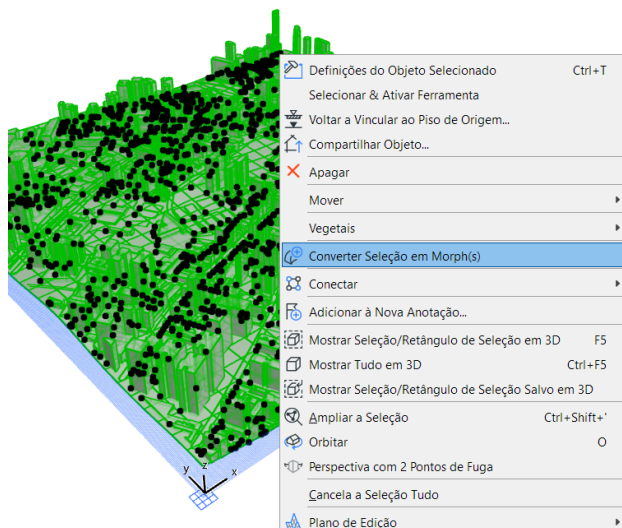 Definições do Objeto Selecionado Ctrl+T
Selecionar & Ativar Ferramenta
Voltar a Vincular ao Piso de Origem...
Compartilhar Objeto...
Apagar
Mover
Vegetais
Converter Seleção em Morph(s)
Conectar
Adicionar à Nova Anotação...
Mostrar Seleção/Retângulo de Seleção em 3D F5
Mostrar Tudo em 3D Ctrl+F5
Mostrar Seleção/Retângulo de Seleção Salvo em 3D
Ampliar a Seleção Ctrl+Shift+'
Orbitar O
Perspectiva com 2 Pontos de Fuga
y z x
Cancela a Seleção Tudo
Plano de Edição